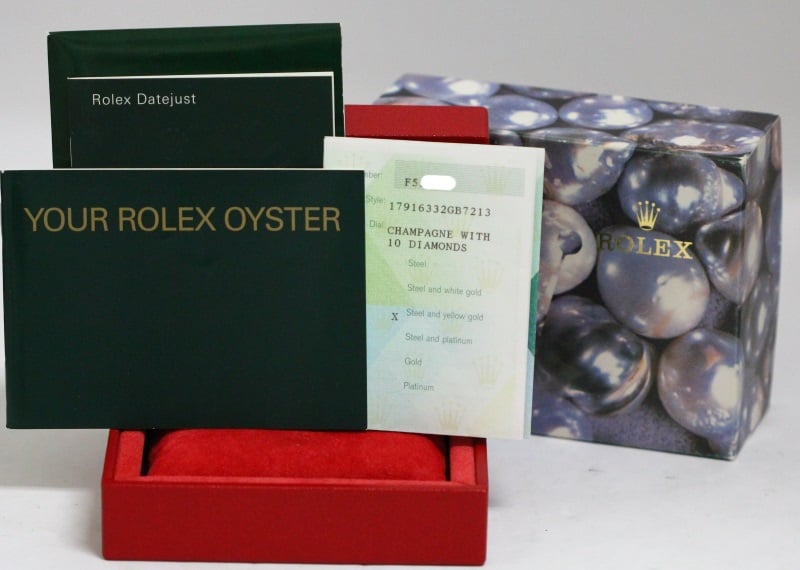 Rolex Datejust
YOUR ROLEX OYSTER
mber: F5
Style: 17916332GB7213
Dial: CHAMPAGNE WITH
10 DIAMONDS
Steel
Steel and white gold
X Steel and yellow gold
Steel and platinum
Gold
Platinum
ROLEX